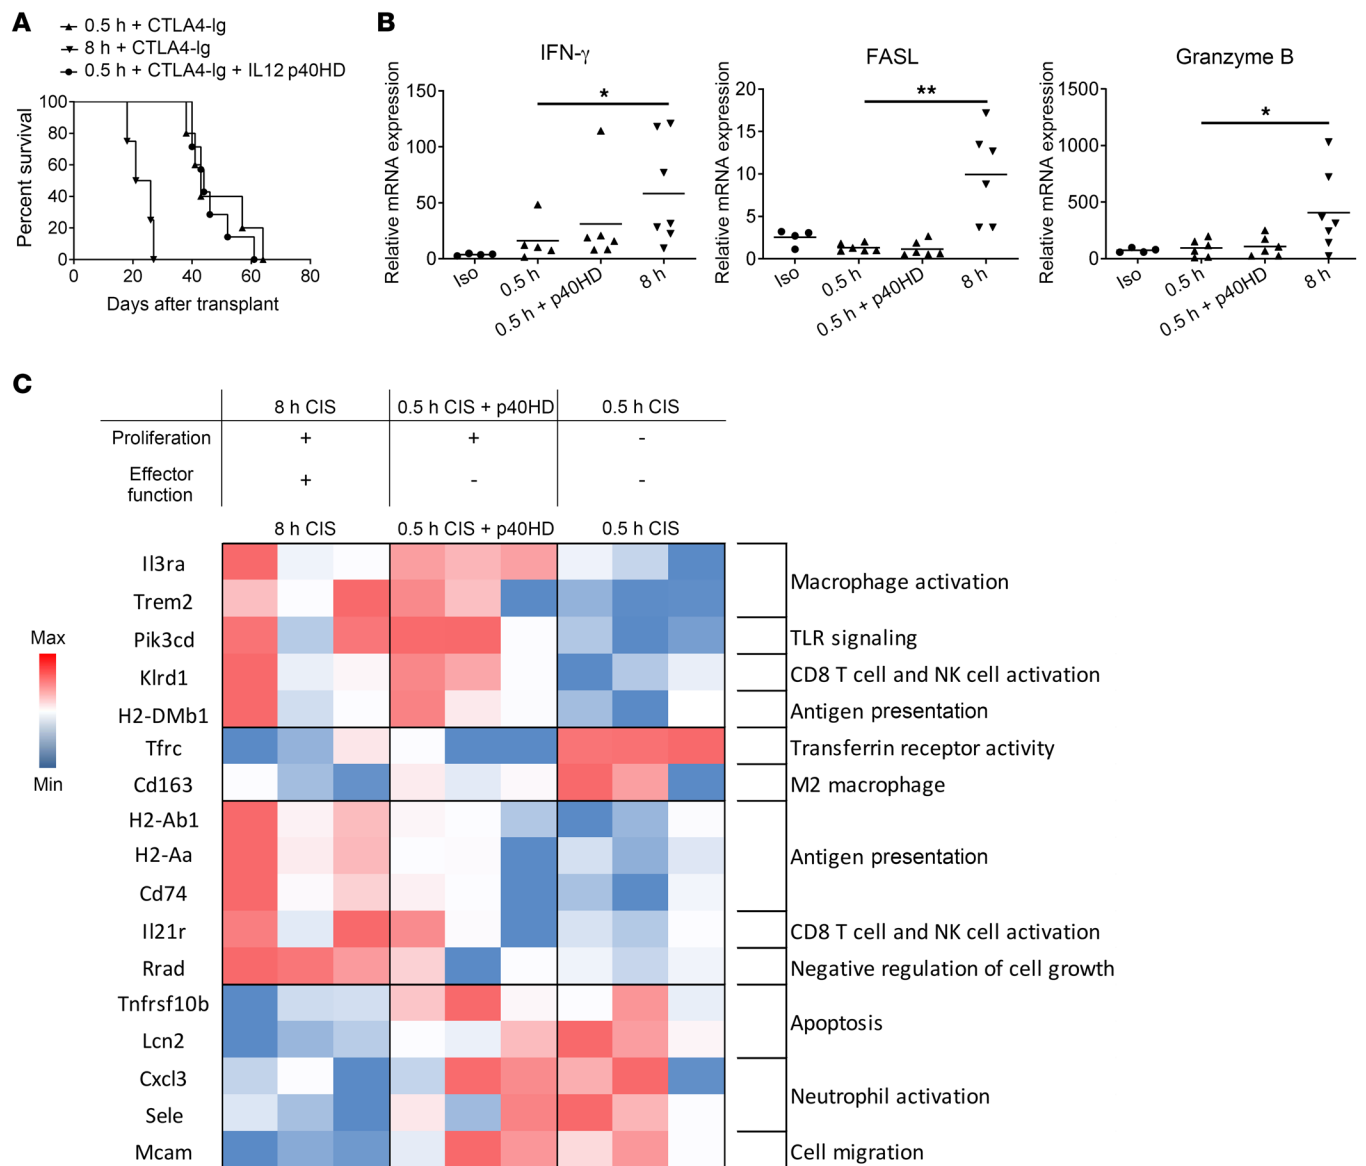 A
0.5 h + CTLA4-Ig
8 h + CTLA4-Ig
0.5 h + CTLA4-Ig + IL12 p40HD
Percent survival
100
80
60
40
20
0
0 20 40 60 80
Days after transplant
B
IFN-γ
Relative mRNA expression
150
100
50
0
*
Iso
0.5 h
0.5 h + p40HD
8 h
FASL
Relative mRNA expression
20
15
10
5
0
**
Iso
0.5 h
0.5 h + p40HD
8 h
Granzyme B
Relative mRNA expression
1500
1000
500
0
*
Iso
0.5 h
0.5 h + p40HD
8 h
C
8 h CIS 0.5 h CIS + p40HD 0.5 h CIS
Proliferation + + -
Effector
function + - -
8 h CIS 0.5 h CIS + p40HD 0.5 h CIS
Max
Min
Il3ra
Trem2
Pik3cd
Klrd1
H2-DMb1
Tfrc
Cd163
H2-Ab1
H2-Aa
Cd74
Il21r
Rrad
Tnfrsf10b
Lcn2
Cxcl3
Sele
Mcam
Macrophage activation
TLR signaling
CD8 T cell and NK cell activation
Antigen presentation
Transferrin receptor activity
M2 macrophage
Antigen presentation
CD8 T cell and NK cell activation
Negative regulation of cell growth
Apoptosis
Neutrophil activation
Cell migration